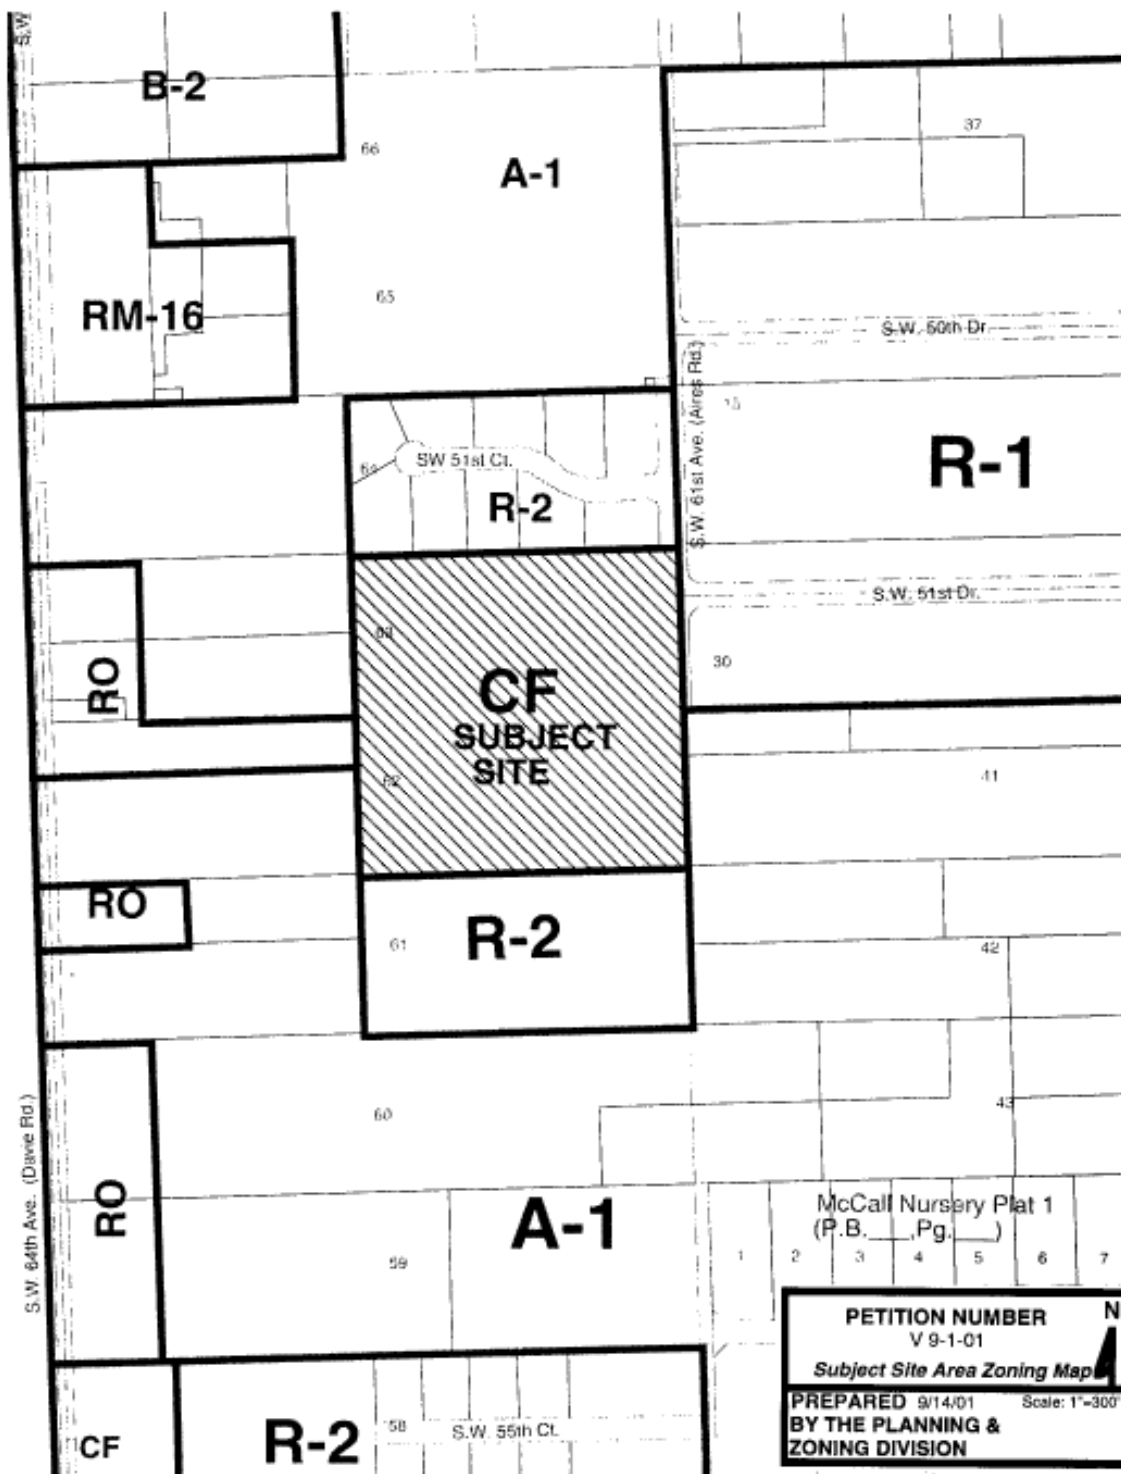 S.W.
B-2
66
A-1
37
65
RM-16
S.W. 50th Dr.
S.W. 61st Ave. (Aires Rd.)
15
R-1
64
SW 51st Ct.
R-2
S.W. 51st Dr.
63
30
RO
CF
SUBJECT
SITE
62
41
RO
61
R-2
42
60
43
S.W. 64th Ave. (Davie Rd.)
RO
A-1
McCall Nursery Plat 1
(P.B.____,Pg.____)
59
1 2 3 4 5 6 7
PETITION NUMBER
N
V 9-1-01
Subject Site Area Zoning Map
PREPARED 9/14/01 Scale: 1"=300'
BY THE PLANNING &
ZONING DIVISION
CF
R-2
58
S.W. 55th Ct.